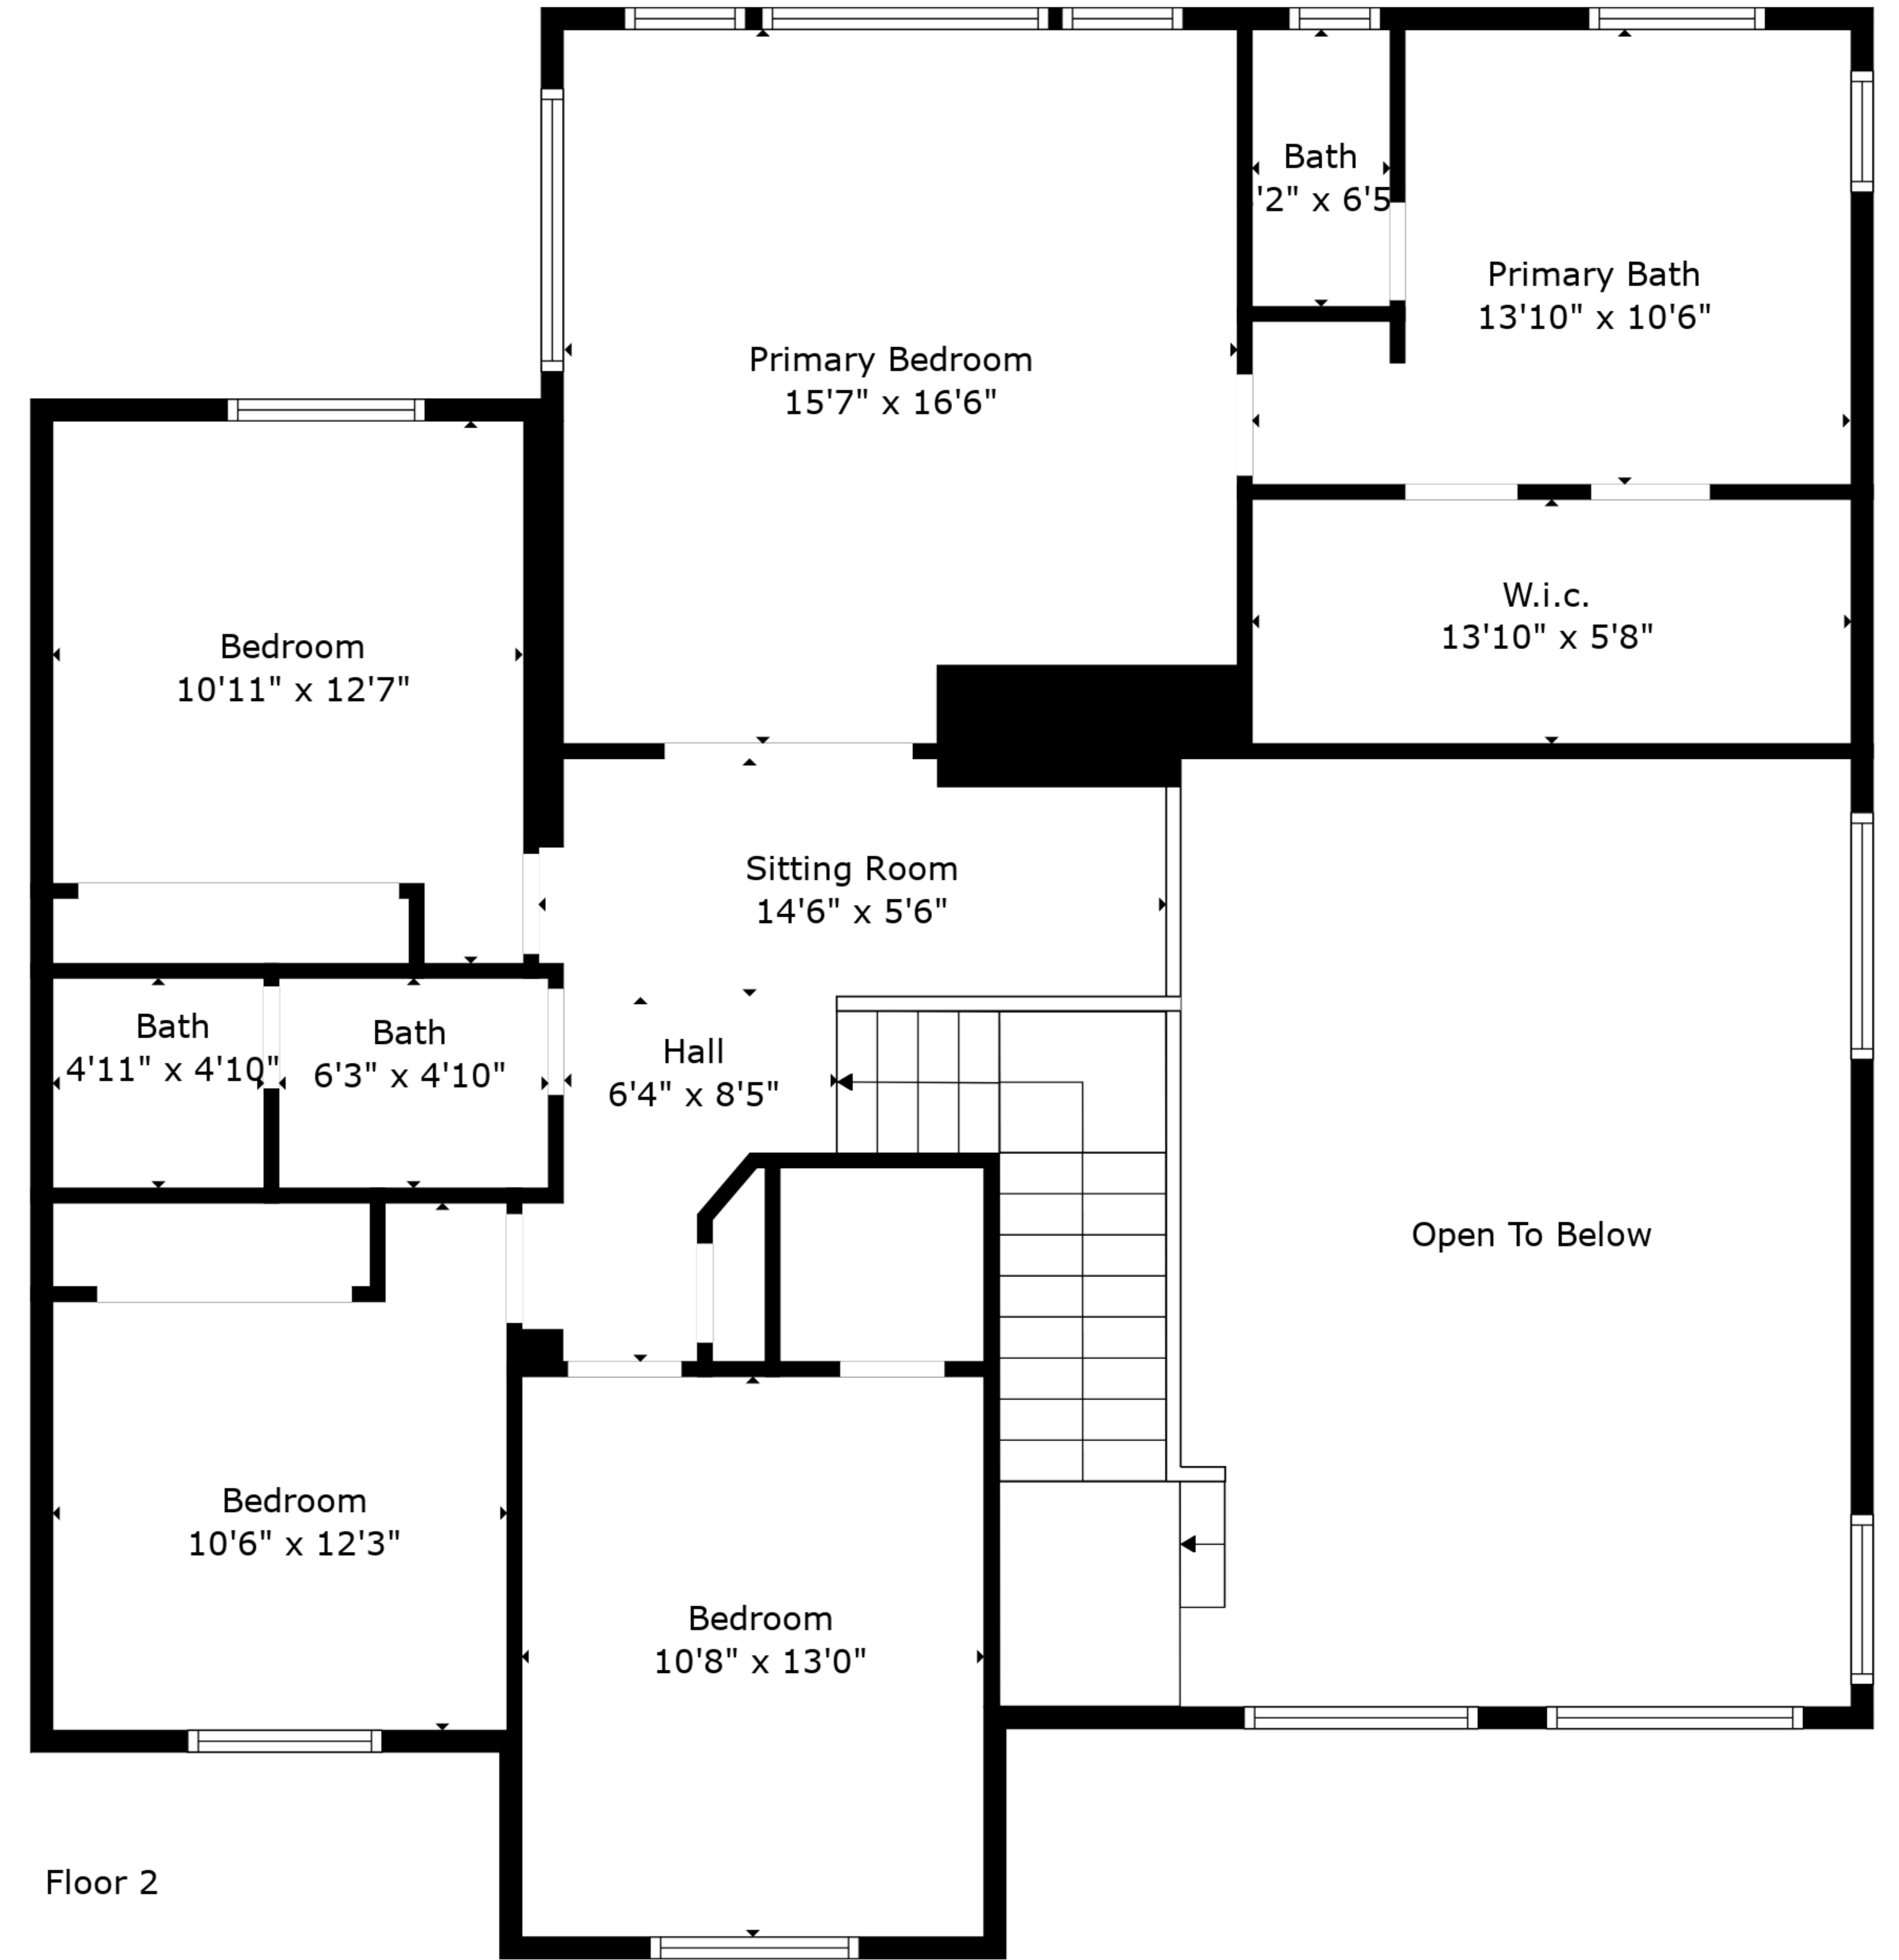 Bath
'2" x 6'5
Primary Bath
13'10" x 10'6"
Primary Bedroom
15'7" x 16'6"
W.i.c.
13'10" x 5'8"
Bedroom
10'11" x 12'7"
Sitting Room
14'6" x 5'6"
Bath
4'11" x 4'10"
Bath
6'3" x 4'10"
Hall
6'4" x 8'5"
Open To Below
Bedroom
10'6" x 12'3"
Bedroom
10'8" x 13'0"
Floor 2